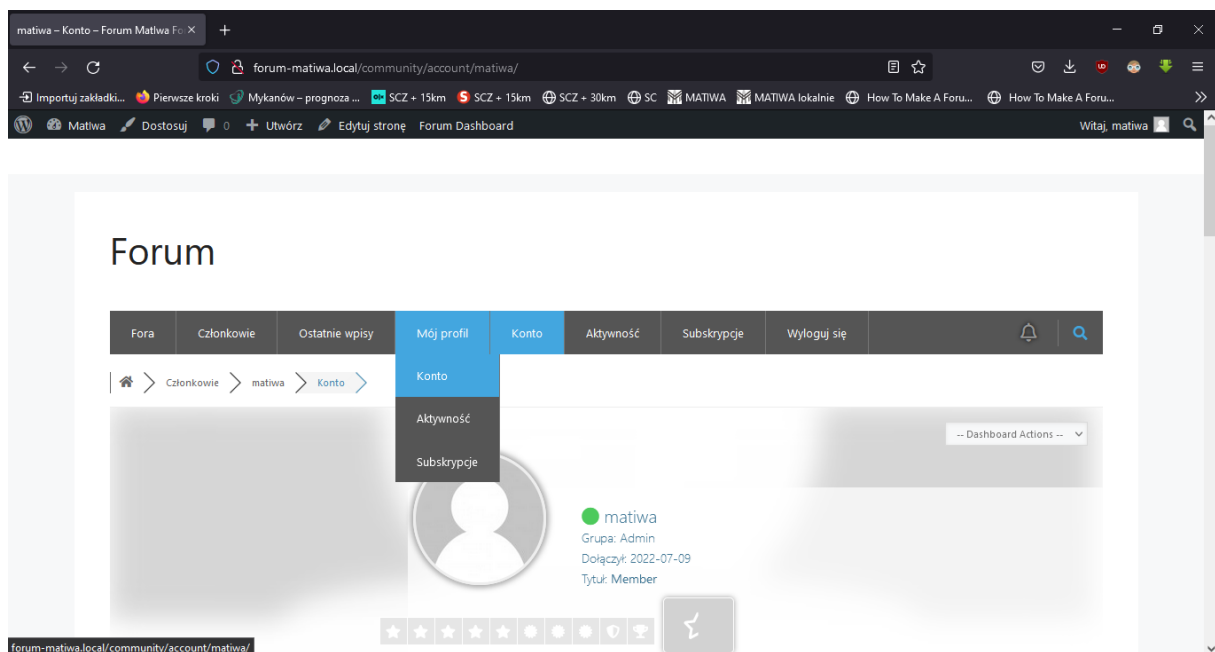 matiwa – Konto – Forum MatIwa Fo
forum-matiwa.local/community/account/matiwa/
Importuj zakładki... Pierwsze kroki Mykanów – prognoza ... SCZ + 15km SCZ + 15km SCZ + 30km SC MATIWA MATIWA lokalnie How To Make A Foru... How To Make A Foru...
MatIwa Dostosuj 0 Utwórz Edytuj stronę Forum Dashboard Witaj, matiwa
Forum
Fora Członkowie Ostatnie wpisy Mój profil Konto Aktywność Subskrypcje Wyloguj się
Członkowie matiwa Konto
Konto
Aktywność
Subskrypcje
-- Dashboard Actions --
matiwa
Grupa: Admin
Dołączył: 2022-07-09
Tytuł: Member
forum-matiwa.local/community/account/matiwa/